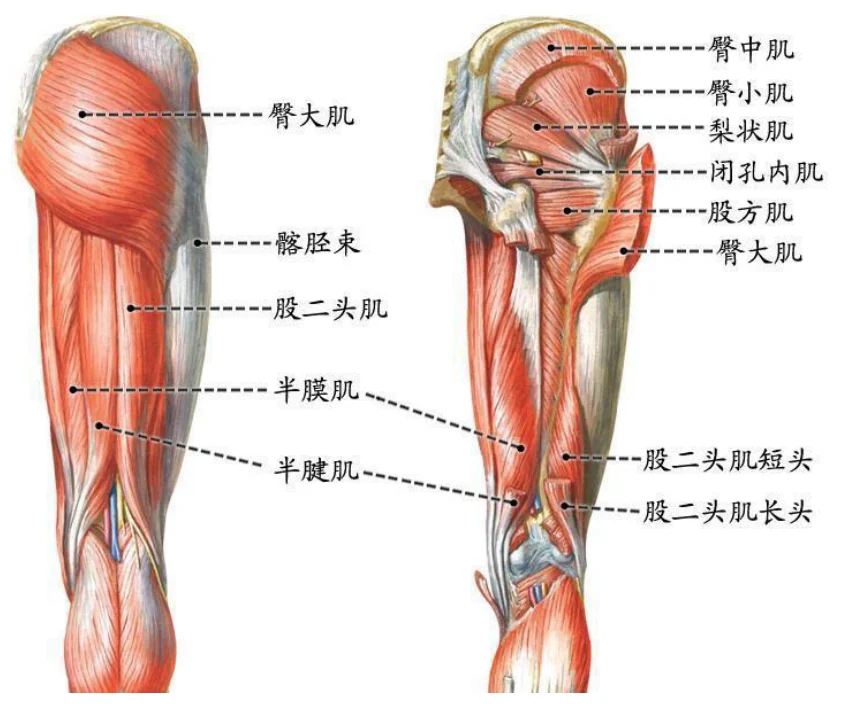 臀大肌
髂胫束
股二头肌
半膜肌
半腱肌
臀中肌
臀小肌
梨状肌
闭孔内肌
股方肌
臀大肌
股二头肌短头
股二头肌长头